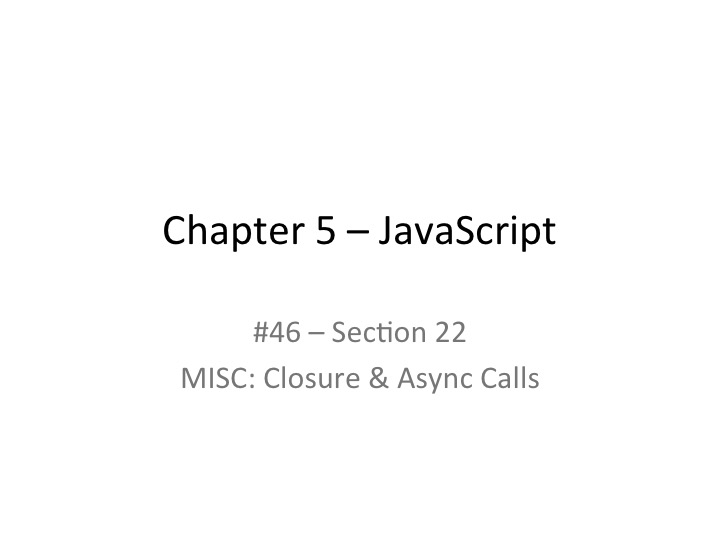 Chapter 5 – JavaScript
#46 – Section 22
MISC: Closure & Async Calls